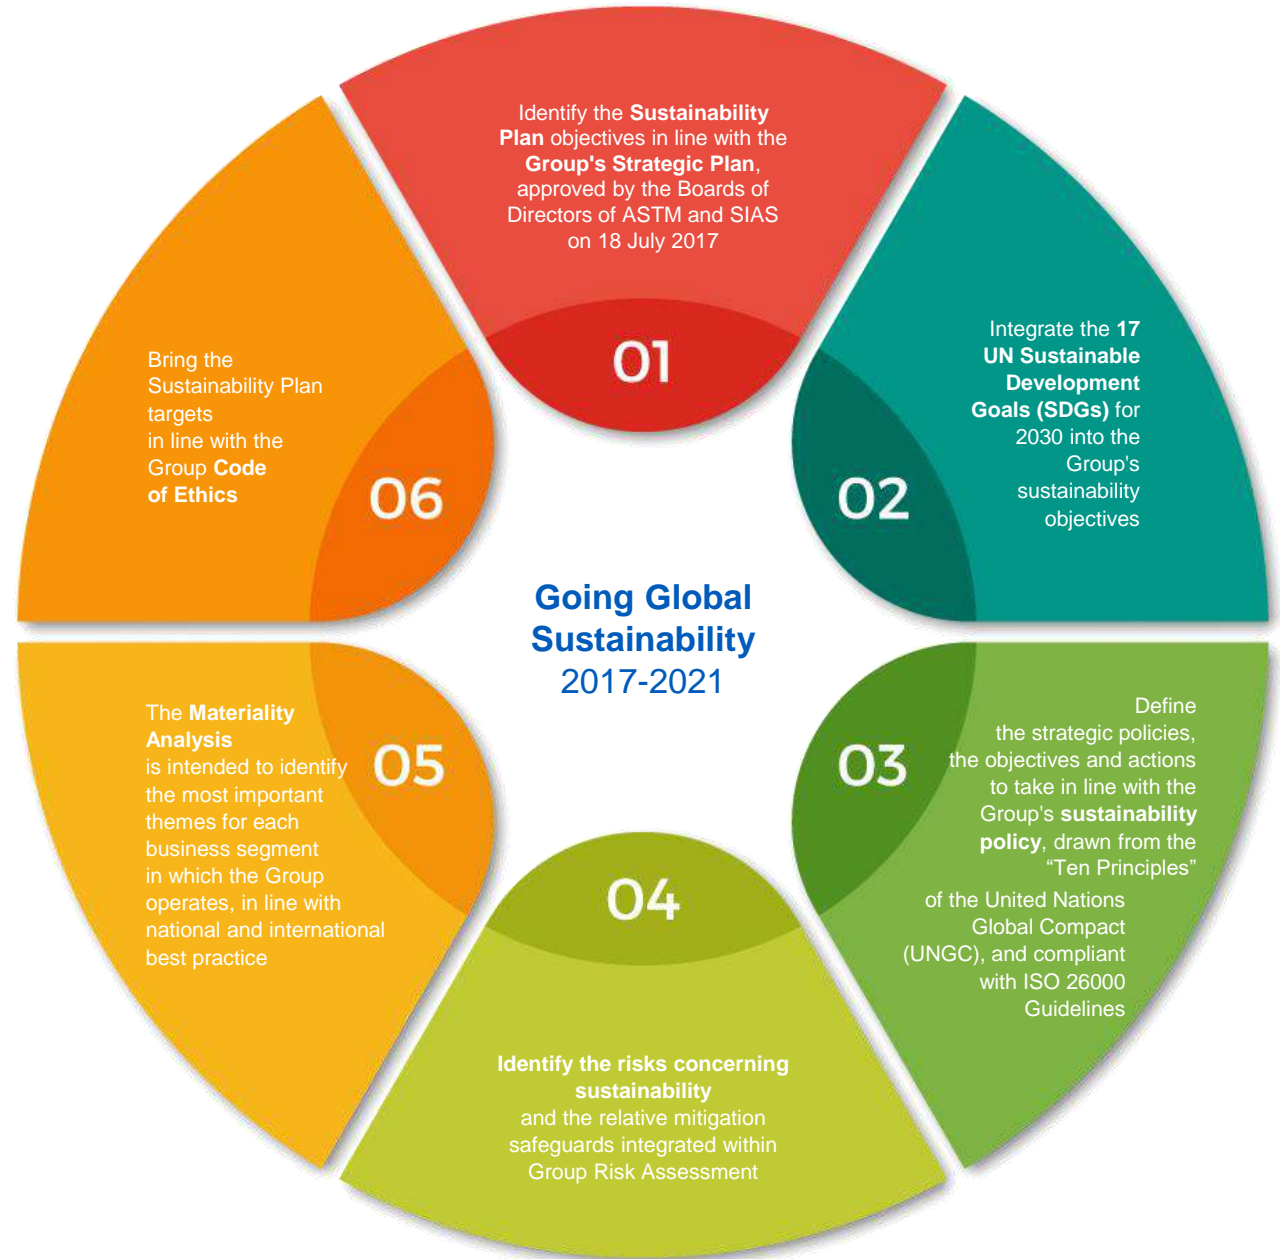 Identify the Sustainability
Plan objectives in line with the
Group's Strategic Plan,
approved by the Boards of
Directors of ASTM and SIAS
on 18 July 2017
01
Integrate the 17
UN Sustainable
Development
Goals (SDGs) for
2030 into the
Group's
sustainability
objectives
02
Define
the strategic policies,
the objectives and actions
to take in line with the
Group's sustainability
policy, drawn from the
“Ten Principles”
of the United Nations
Global Compact
(UNGC), and compliant
with ISO 26000
Guidelines
03
04
Identify the risks concerning
sustainability
and the relative mitigation
safeguards integrated within
Group Risk Assessment
The Materiality
Analysis
is intended to identify
the most important
themes for each
business segment
in which the Group
operates, in line with
national and international
best practice
05
Bring the
Sustainability Plan
targets
in line with the
Group Code
of Ethics
06
Going Global
Sustainability
2017-2021